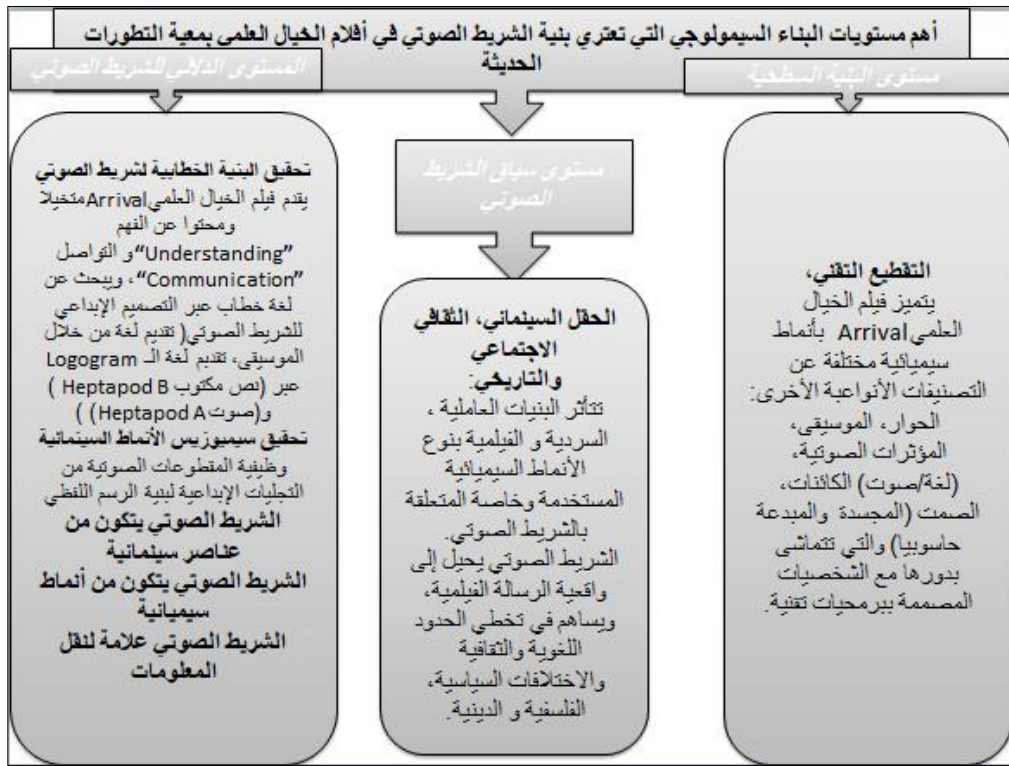 أهم مستويات البناء السيمولوجي التي تعتري بنية الشريط الصوتي في أفلام الخيال العلمي بمعية التطورات
الحديثة
مستوى البنية السطحية
التقطيع التقني،
يتميز فيلم الخيال
العلمي Arrival بأنماط
سيميائية مختلفة عن
التصنيفات الأنواعية الأخرى:
الحوار، الموسيقى،
المؤثرات الصوتية،
(لغة/صوت) الكائنات،
الصمت (المجسدة والمبدعة
حاسوبيا) والتي تتماشى
بدورها مع الشخصيات
المصممة ببرمجيات تقنية.
مستوى سياق الشريط
الصوتي
الحقل السينمائي، الثقافي
الاجتماعي
والتاريخي:
تتأثر البنيات العاملية ،
السردية و الفيلمية بنوع
الأنماط السيميائية
المستخدمة وخاصة المتعلقة
بالشريط الصوتي.
الشريط الصوتي يحيل إلى
واقعية الرسالة الفيلمية،
ويساهم في تخطي الحدود
اللغوية والثقافية
والاختلافات السياسية،
الفلسفية و الدينية.
المستوى الدلالي للشريط الصوتي
تحقيق البنية الخطابية لشريط الصوتي
يقدم فيلم الخيال العلمي Arrival متخيلا
ومحتوا عن الفهم
“Understanding” و التواصل
“Communication”، ويبحث عن
لغة خطاب عبر التصميم الإبداعي
للشريط الصوتي( تقديم لغة من خلال
الموسيقى، تقديم لغة الـ Logogram
عبر (نص مكتوب Heptapod B )
و(صوت Heptapod A) )
تحقيق سيميوزيس الأنماط السينمائية
وظيفية المقطوعات الصوتية من
التجليات الإبداعية لبنية الرسم اللفظي
الشريط الصوتي يتكون من
عناصر سينمائية
الشريط الصوتي يتكون من أنماط
سيميائية
الشريط الصوتي علامة لنقل
المعلومات